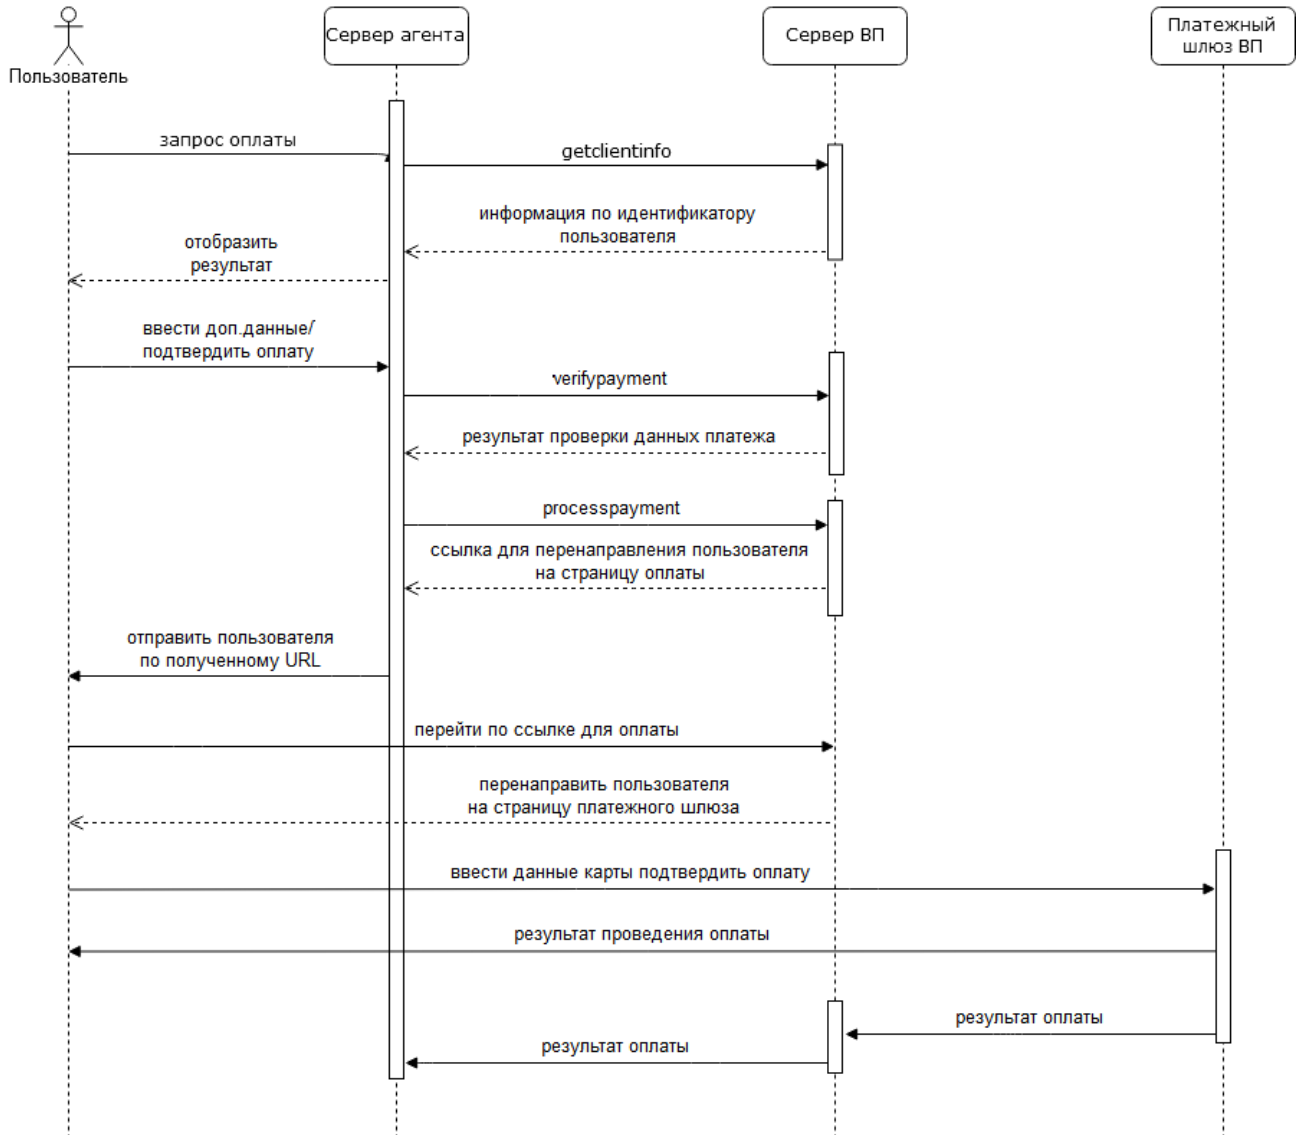 Пользователь
Сервер агента
Сервер ВП
Платежный
шлюз ВП
запрос оплаты
getclientinfo
информация по идентификатору
пользователя
отобразить
результат
ввести доп.данные/
подтвердить оплату
verifypayment
результат проверки данных платежа
processpayment
ссылка для перенаправления пользователя
на страницу оплаты
отправить пользователя
по полученному URL
перейти по ссылке для оплаты
перенаправить пользователя
на страницу платежного шлюза
ввести данные карты подтвердить оплату
результат проведения оплаты
результат оплаты
результат оплаты